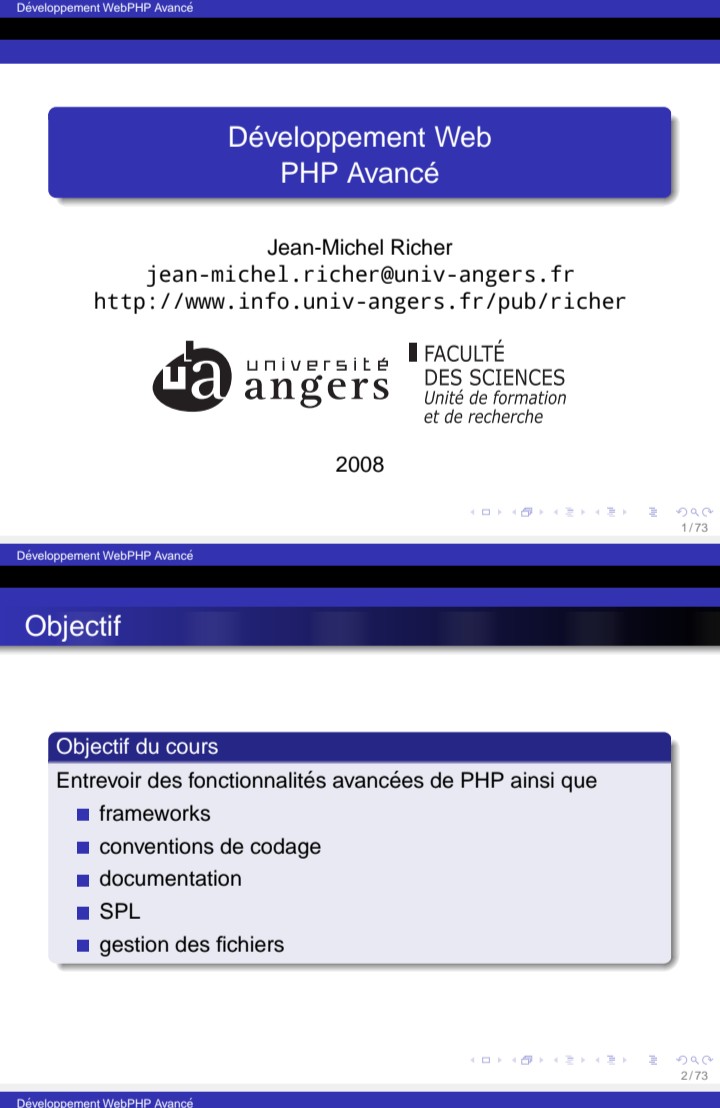 Développement WebPHP Avancé
Développement Web
PHP Avancé
Jean-Michel Richer
jean-michel.richer@univ-angers.fr
http://www.info.univ-angers.fr/pub/richer
ua
université
angers
FACULTÉ
DES SCIENCES
Unité de formation
et de recherche
2008
1/73
Développement WebPHP Avancé
Objectif
Objectif du cours
Entrevoir des fonctionnalités avancées de PHP ainsi que
frameworks
conventions de codage
documentation
SPL
gestion des fichiers
2/73
Développement WebPHP Avancé